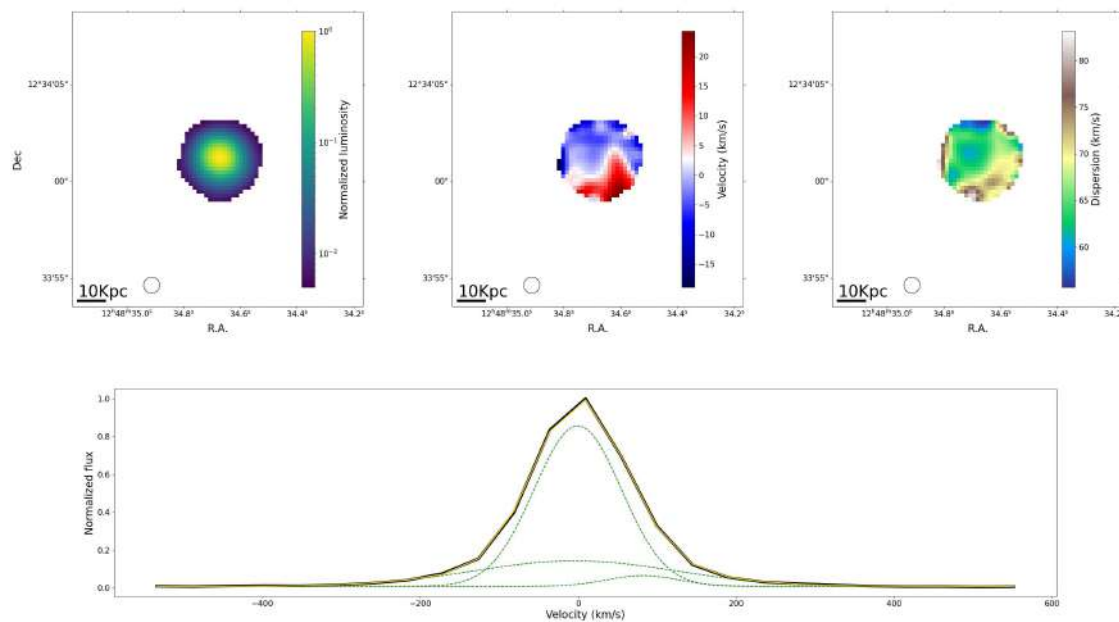 10⁰
10⁻¹
10⁻²
Normalized luminosity
12°34'05"
00"
33'55"
Dec
10Kpc
12ʰ48ᵐ35.0ˢ 34.8ˢ 34.6ˢ 34.4ˢ 34.2ˢ
R.A.
20
15
10
5
0
−5
−10
−15
Velocity (km/s)
12°34'05"
00"
33'55"
10Kpc
12ʰ48ᵐ35.0ˢ 34.8ˢ 34.6ˢ 34.4ˢ 34.2ˢ
R.A.
80
75
70
65
60
Dispersion (km/s)
12°34'05"
00"
33'55"
10Kpc
12ʰ48ᵐ35.0ˢ 34.8ˢ 34.6ˢ 34.4ˢ 34.2
R.A.
1.0
0.8
0.6
0.4
0.2
0.0
Normalized flux
−400 −200 0 200 400 600
Velocity (km/s)